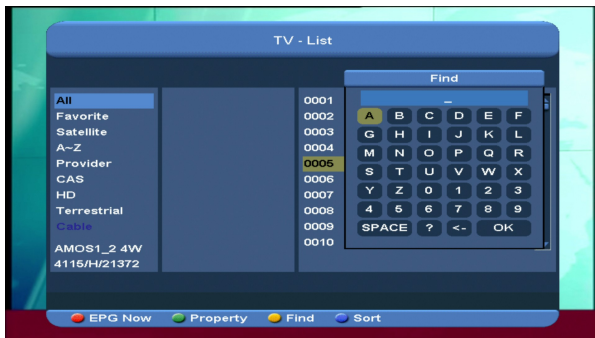 TV - List
Find
_
All
Favorite
Satellite
A~Z
Provider
CAS
HD
Terrestrial
Cable
AMOS1_2 4W
4115/H/21372
0001
0002
0003
0004
0005
0006
0007
0008
0009
0010
A B C D E F
G H I J K L
M N O P Q R
S T U V W X
Y Z 0 1 2 3
4 5 6 7 8 9
SPACE ? <- OK
EPG Now Property Find Sort